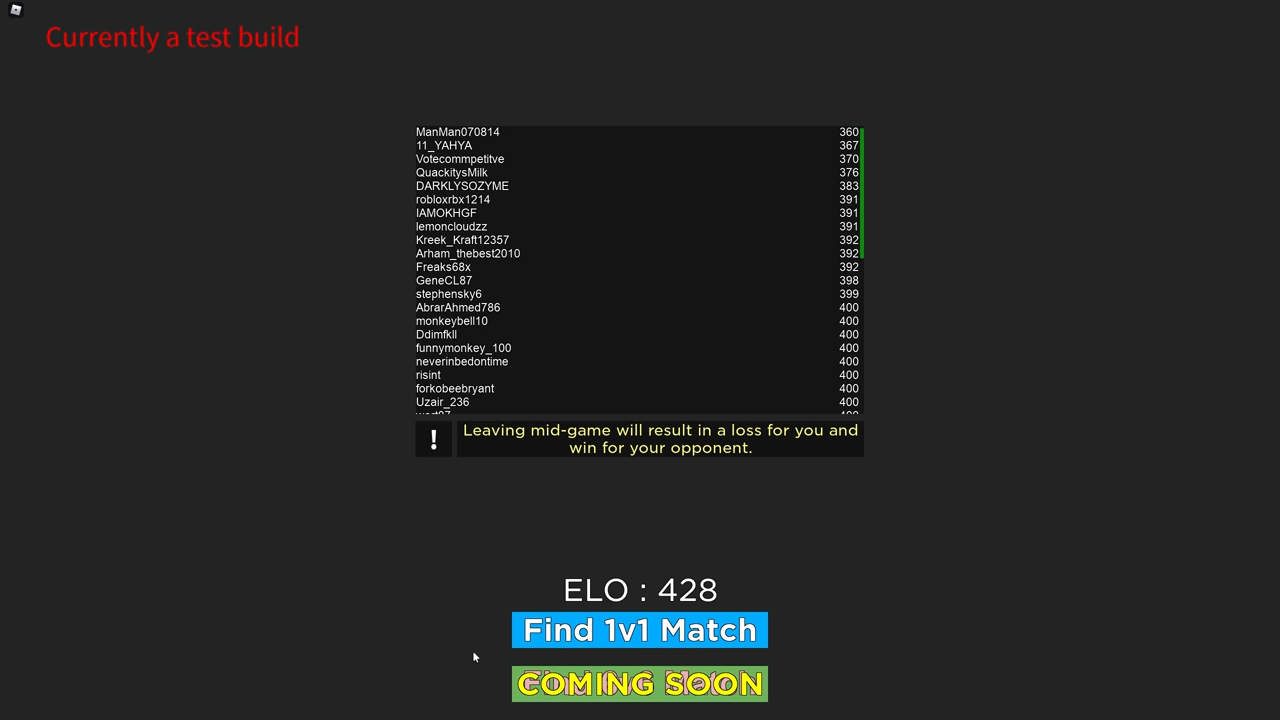 Currently a test build
ManMan070814 360
11_YAHYA 367
Votecommpetitve 370
QuackitysMilk 376
DARKLYSOZYME 383
robloxrbx1214 391
IAMOKHGF 391
lemoncloudzz 391
Kreek_Kraft12357 392
Arham_thebest2010 392
Freaks68x 392
GeneCL87 398
stephensky6 399
AbrarAhmed786 400
monkeybell10 400
Ddimfkll 400
funnymonkey_100 400
neverinbedontime 400
risint 400
forkobeebryant 400
Uzair_236 400
!
Leaving mid-game will result in a loss for you and
win for your opponent.
ELO : 428
Find 1v1 Match
COMING SOON